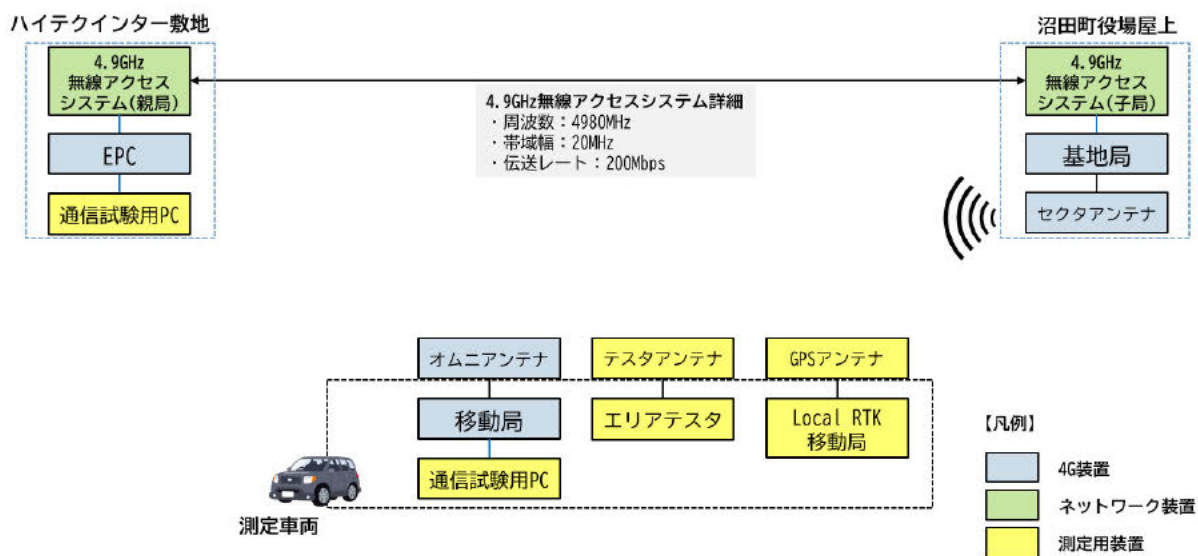 ハイテクインター敷地
沼田町役場屋上
4.9GHz
無線アクセス
システム(親局)
4.9GHz
無線アクセス
システム(子局)
4.9GHz無線アクセスシステム詳細
・周波数：4980MHz
・帯域幅：20MHz
・伝送レート：200Mbps
EPC
基地局
通信試験用PC
セクタアンテナ
オムニアンテナ
テスタアンテナ
GPSアンテナ
移動局
エリアテスタ
Local RTK
移動局
通信試験用PC
測定車両
【凡例】
4G装置
ネットワーク装置
測定用装置